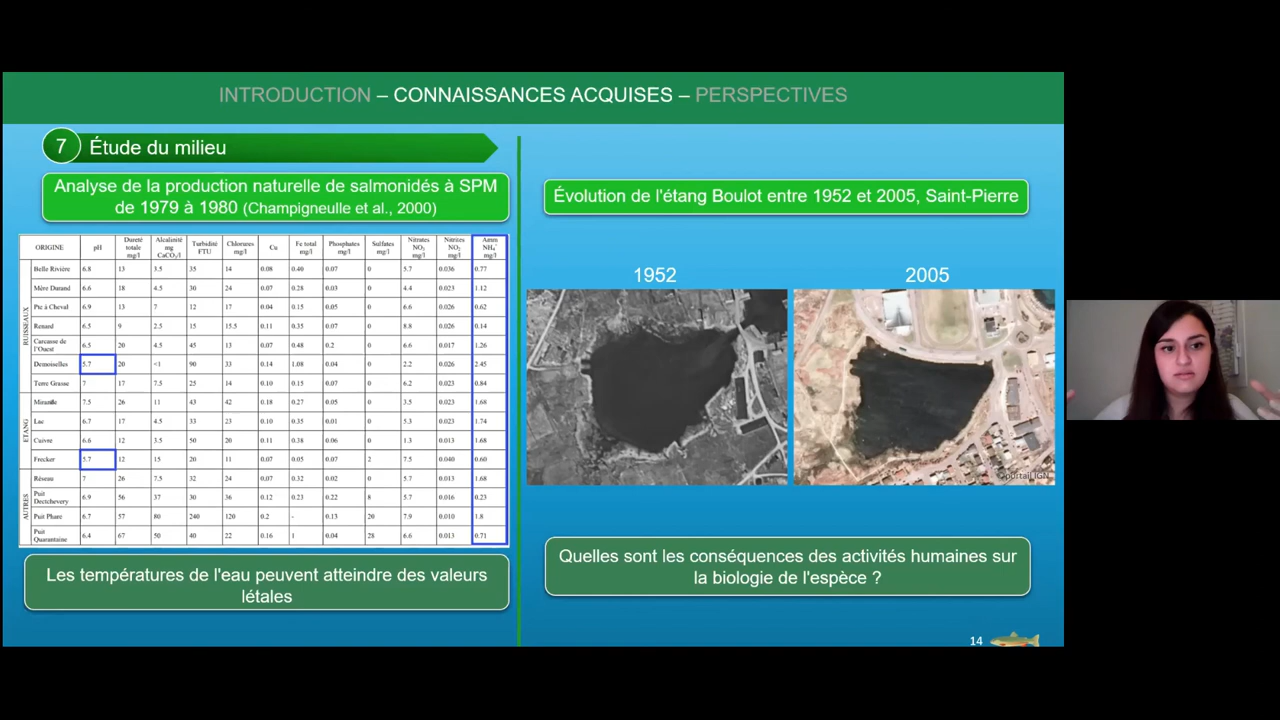 INTRODUCTION – CONNAISSANCES ACQUISES – PERSPECTIVES
7 Étude du milieu
Analyse de la production naturelle de salmonidés à SPM
de 1979 à 1980 (Champigneulle et al., 2000)
ORIGINE pH Dureté totale mg/l Alcalinité mg CaCO3/l Turbidité FTU Chlorures mg/l Cu Fe total mg/l Phosphates mg/l Sulfates mg/l Nitrates NO2 mg/l Nitrites NO2 mg/l Amm NH4+ mg/l
RUISSEAUX
Belle Rivière 6.8 13 3.5 35 14 0.08 0.40 0.07 0 5.7 0.036 0.77
Mère Durand 6.6 18 4.5 30 24 0.07 0.28 0.03 0 4.4 0.023 1.12
Pte à Cheval 6.9 13 7 12 17 0.04 0.15 0.05 0 6.6 0.026 0.62
Renard 6.5 9 2.5 15 15.5 0.11 0.35 0.07 0 8.8 0.026 0.14
Carcasse de l'Ouest 6.5 20 4.5 45 13 0.07 0.48 0.2 0 6.6 0.017 1.26
Demoiselles 5.7 20 <1 90 33 0.14 1.08 0.04 0 2.2 0.026 2.45
Terre Grasse 7 17 7.5 25 14 0.10 0.15 0.07 0 6.2 0.023 0.84
ETANG
Mirande 7.5 26 11 43 42 0.18 0.27 0.05 0 3.5 0.023 1.68
Lac 6.7 17 4.5 33 23 0.10 0.35 0.01 0 5.3 0.023 1.74
Cuivre 6.6 12 3.5 50 20 0.11 0.38 0.06 0 1.3 0.013 1.68
Frecker 5.7 12 15 20 11 0.07 0.05 0.07 2 7.5 0.040 0.60
AUTRES
Réseau 7 26 7.5 32 24 0.07 0.32 0.02 0 5.7 0.013 1.68
Puit Dectchevery 6.9 56 37 30 36 0.12 0.23 0.22 8 5.7 0.016 0.23
Puit Phare 6.7 57 80 240 120 0.2 - 0.13 20 7.9 0.010 1.8
Puit Quarantaine 6.4 67 50 40 22 0.16 1 0.04 28 6.6 0.013 0.71
Les températures de l'eau peuvent atteindre des valeurs
létales
Évolution de l'étang Boulot entre 1952 et 2005, Saint-Pierre
1952 2005
©portail IGN
Quelles sont les conséquences des activités humaines sur
la biologie de l'espèce ?
14